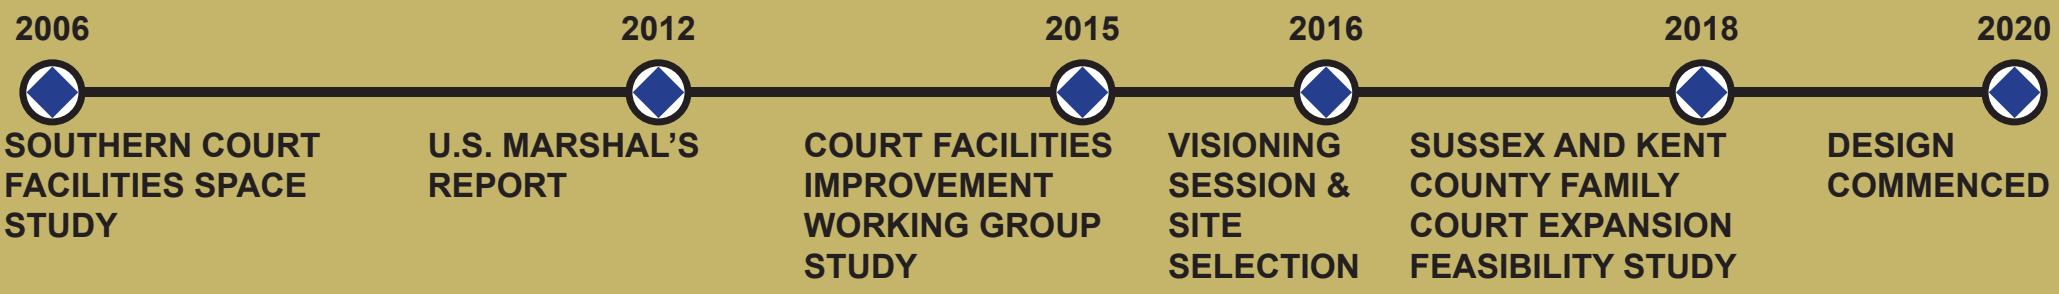 2006
2012
2015
2016
2018
2020
SOUTHERN COURT
FACILITIES SPACE
STUDY
U.S. MARSHAL’S
REPORT
COURT FACILITIES
IMPROVEMENT
WORKING GROUP
STUDY
VISIONING
SESSION &
SITE
SELECTION
SUSSEX AND KENT
COUNTY FAMILY
COURT EXPANSION
FEASIBILITY STUDY
DESIGN
COMMENCED